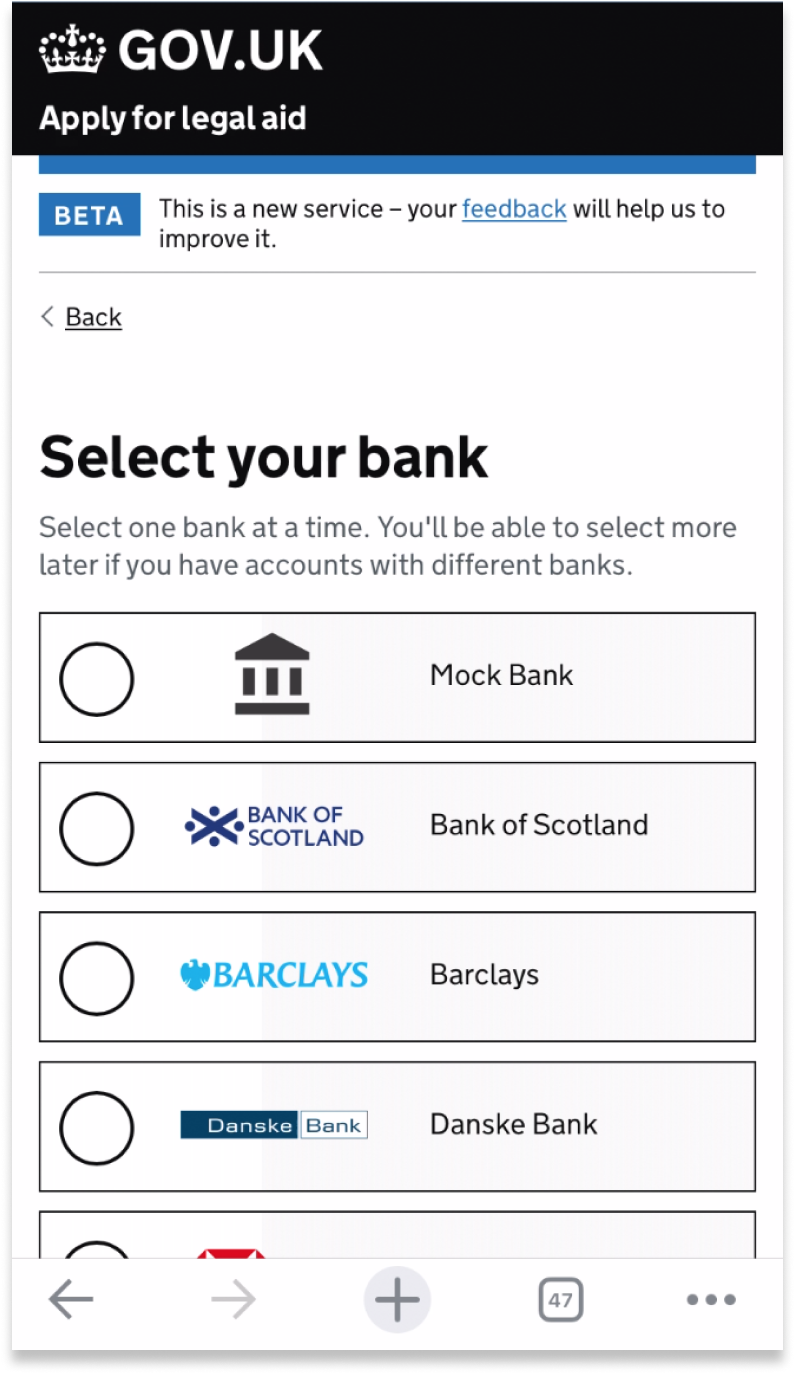 GOV.UK
Apply for legal aid
BETA
This is a new service – your feedback will help us to
improve it.
Back
Select your bank
Select one bank at a time. You'll be able to select more
later if you have accounts with different banks.
Mock Bank
BANK OF
SCOTLAND
Bank of Scotland
BARCLAYS
Barclays
Danske Bank
Danske Bank
47